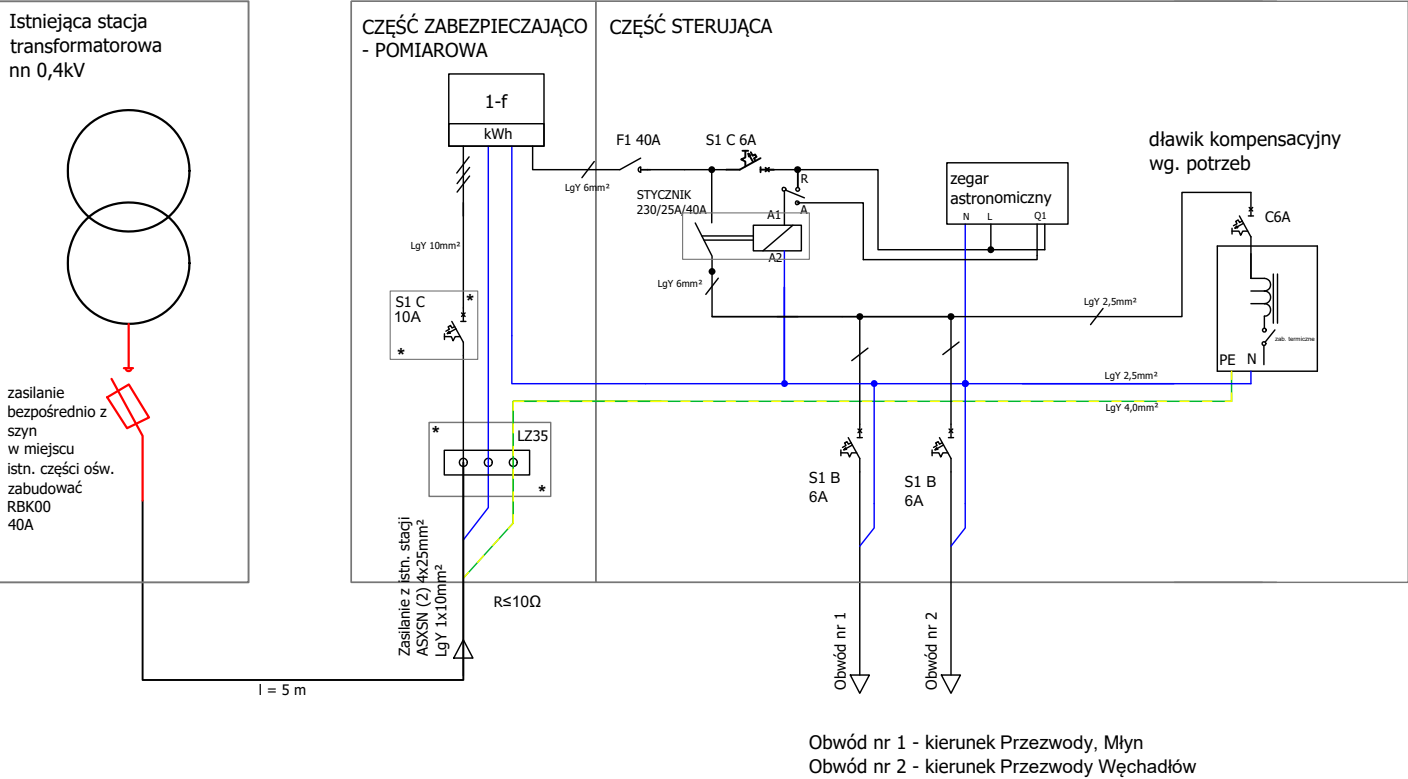 Istniejąca stacja
transformatorowa
nn 0,4kV
zasilanie
bezpośrednio z
szyn
w miejscu
istn. części ośw.
zabudować
RBK00
40A
l = 5 m
CZĘŚĆ ZABEZPIECZAJĄCO
- POMIAROWA
1-f
kWh
LgY 10mm²
S1 C
10A
*
*
*
LZ35
*
Zasilanie z istn. stacji
ASXSN (2) 4x25mm²
LgY 1x10mm²
R≤10Ω
CZĘŚĆ STERUJĄCA
LgY 6mm²
F1 40A
S1 C 6A
STYCZNIK
230/25A/40A
R
A
A1
A2
LgY 6mm²
zegar
astronomiczny
N L Q1
dławik kompensacyjny
wg. potrzeb
C6A
LgY 2,5mm²
zab. termiczne
PE N
LgY 2,5mm²
LgY 4,0mm²
S1 B
6A
S1 B
6A
Obwód nr 1
Obwód nr 2
Obwód nr 1 - kierunek Przezwody, Młyn
Obwód nr 2 - kierunek Przezwody Węchadłów